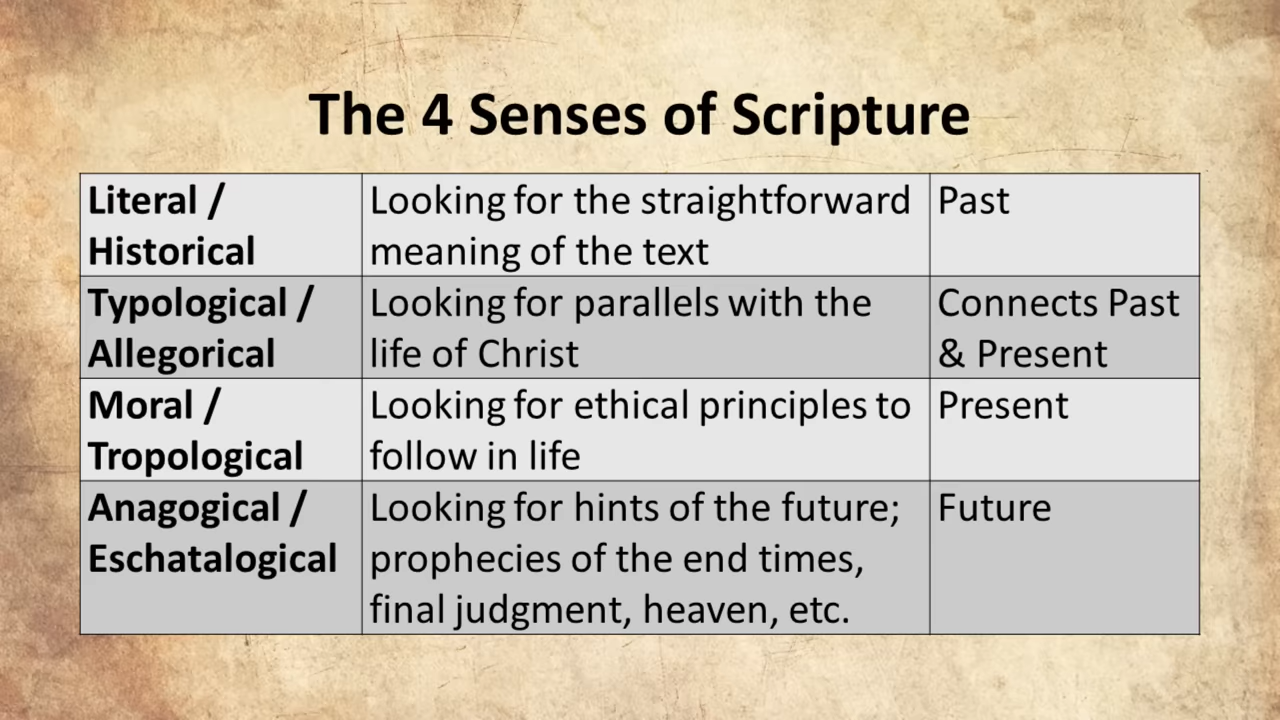 The 4 Senses of Scripture
Literal /
Historical
Looking for the straightforward
meaning of the text
Past
Typological /
Allegorical
Looking for parallels with the
life of Christ
Connects Past
& Present
Moral /
Tropological
Looking for ethical principles to
follow in life
Present
Anagogical /
Eschatalogical
Looking for hints of the future;
prophecies of the end times,
final judgment, heaven, etc.
Future